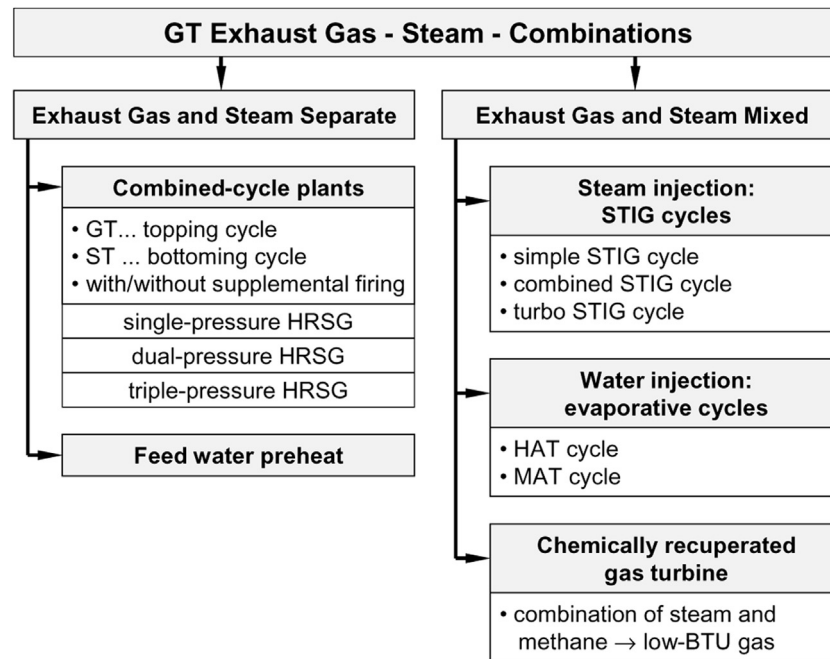 GT Exhaust Gas - Steam - Combinations
Exhaust Gas and Steam Separate
Combined-cycle plants
• GT... topping cycle
• ST ... bottoming cycle
• with/without supplemental firing
single-pressure HRSG
dual-pressure HRSG
triple-pressure HRSG
Feed water preheat
Exhaust Gas and Steam Mixed
Steam injection:
STIG cycles
• simple STIG cycle
• combined STIG cycle
• turbo STIG cycle
Water injection:
evaporative cycles
• HAT cycle
• MAT cycle
Chemically recuperated
gas turbine
• combination of steam and
methane → low-BTU gas